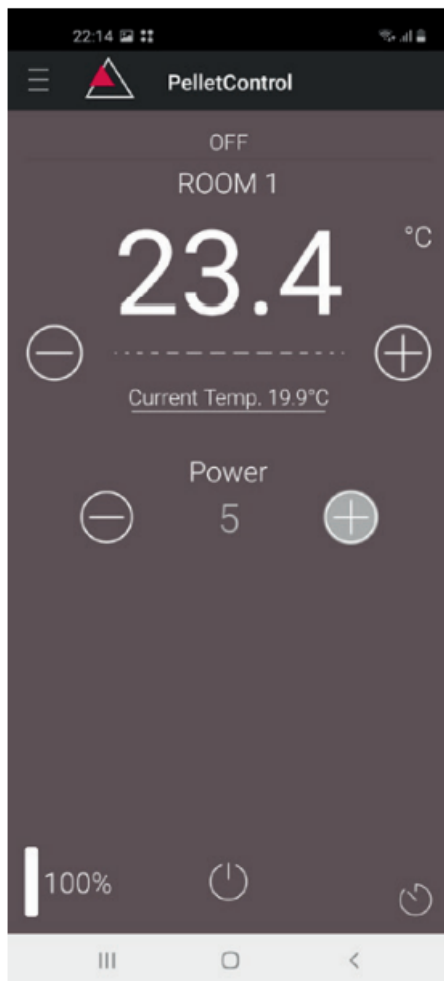 22:14
PelletControl
OFF
ROOM 1
23.4 °C
Current Temp. 19.9°C
Power
5
100%